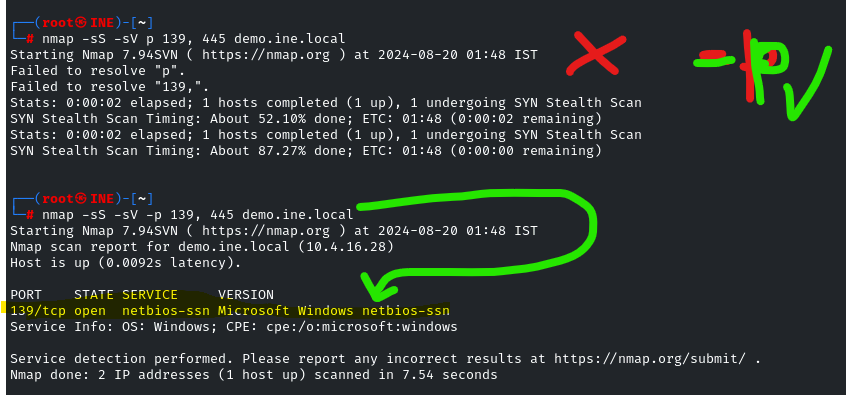 ┌──(root㉿INE)-[~]
└─# nmap -sS -sV p 139, 445 demo.ine.local
Starting Nmap 7.94SVN ( https://nmap.org ) at 2024-08-20 01:48 IST
Failed to resolve "p".
Failed to resolve "139,".
Stats: 0:00:02 elapsed; 1 hosts completed (1 up), 1 undergoing SYN Stealth Scan
SYN Stealth Scan Timing: About 52.10% done; ETC: 01:48 (0:00:02 remaining)
Stats: 0:00:02 elapsed; 1 hosts completed (1 up), 1 undergoing SYN Stealth Scan
SYN Stealth Scan Timing: About 87.27% done; ETC: 01:48 (0:00:00 remaining)
-p
┌──(root㉿INE)-[~]
└─# nmap -sS -sV -p 139, 445 demo.ine.local
Starting Nmap 7.94SVN ( https://nmap.org ) at 2024-08-20 01:48 IST
Nmap scan report for demo.ine.local (10.4.16.28)
Host is up (0.0092s latency).
PORT    STATE SERVICE     VERSION
139/tcp open  netbios-ssn Microsoft Windows netbios-ssn
Service Info: OS: Windows; CPE: cpe:/o:microsoft:windows
Service detection performed. Please report any incorrect results at https://nmap.org/submit/ .
Nmap done: 2 IP addresses (1 host up) scanned in 7.54 seconds